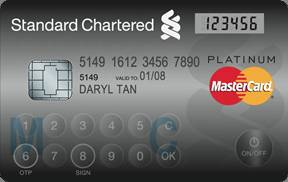 Standard Chartered
123456
5149 1612 3456 7890
5149 VALID TO: 01/08
DARYL TAN
PLATINUM
MasterCard
M C
1 2 3 4 5
6 7 8 9 0 OK
OTP SIGN ON/OFF